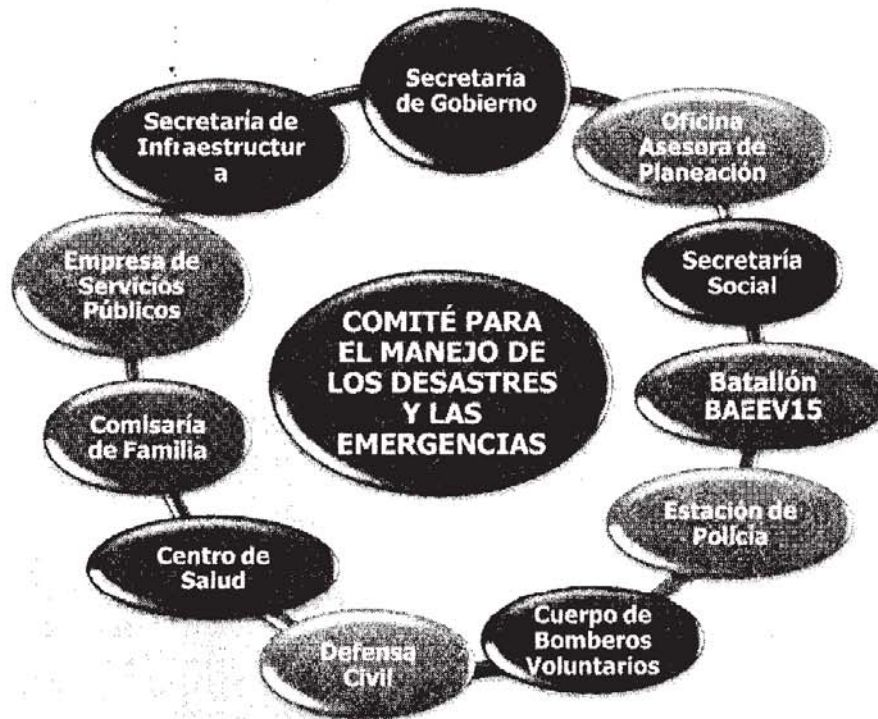 Secretaría
de Gobierno
Oficina
Asesora de
Planeación
Secretaría
Social
Batallón
BAEEV15
Estación de
Policía
Cuerpo de
Bomberos
Voluntarios
Defensa
Civil
Centro de
Salud
Comisaría
de Familia
Empresa de
Servicios
Públicos
Secretaría de
Infraestructur
a
COMITÉ PARA
EL MANEJO DE
LOS DESASTRES
Y LAS
EMERGENCIAS